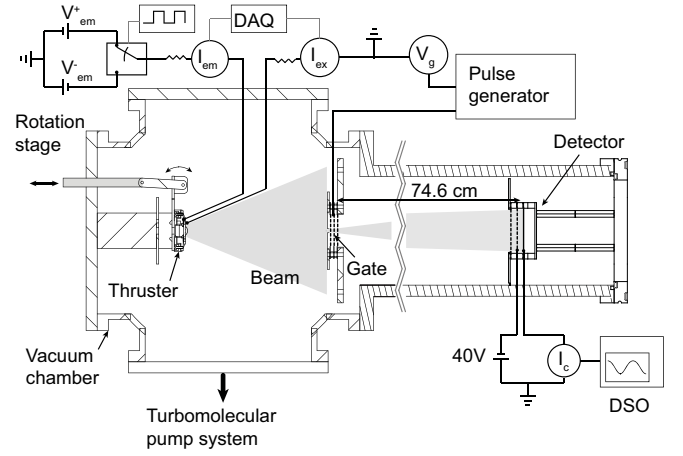 V+em
DAQ
V-em
Iem
Iex
Vg
Pulse
generator
Rotation
stage
Detector
74.6 cm
Gate
Beam
Thruster
Vacuum
chamber
40V
Ic
DSO
Turbomolecular
pump system